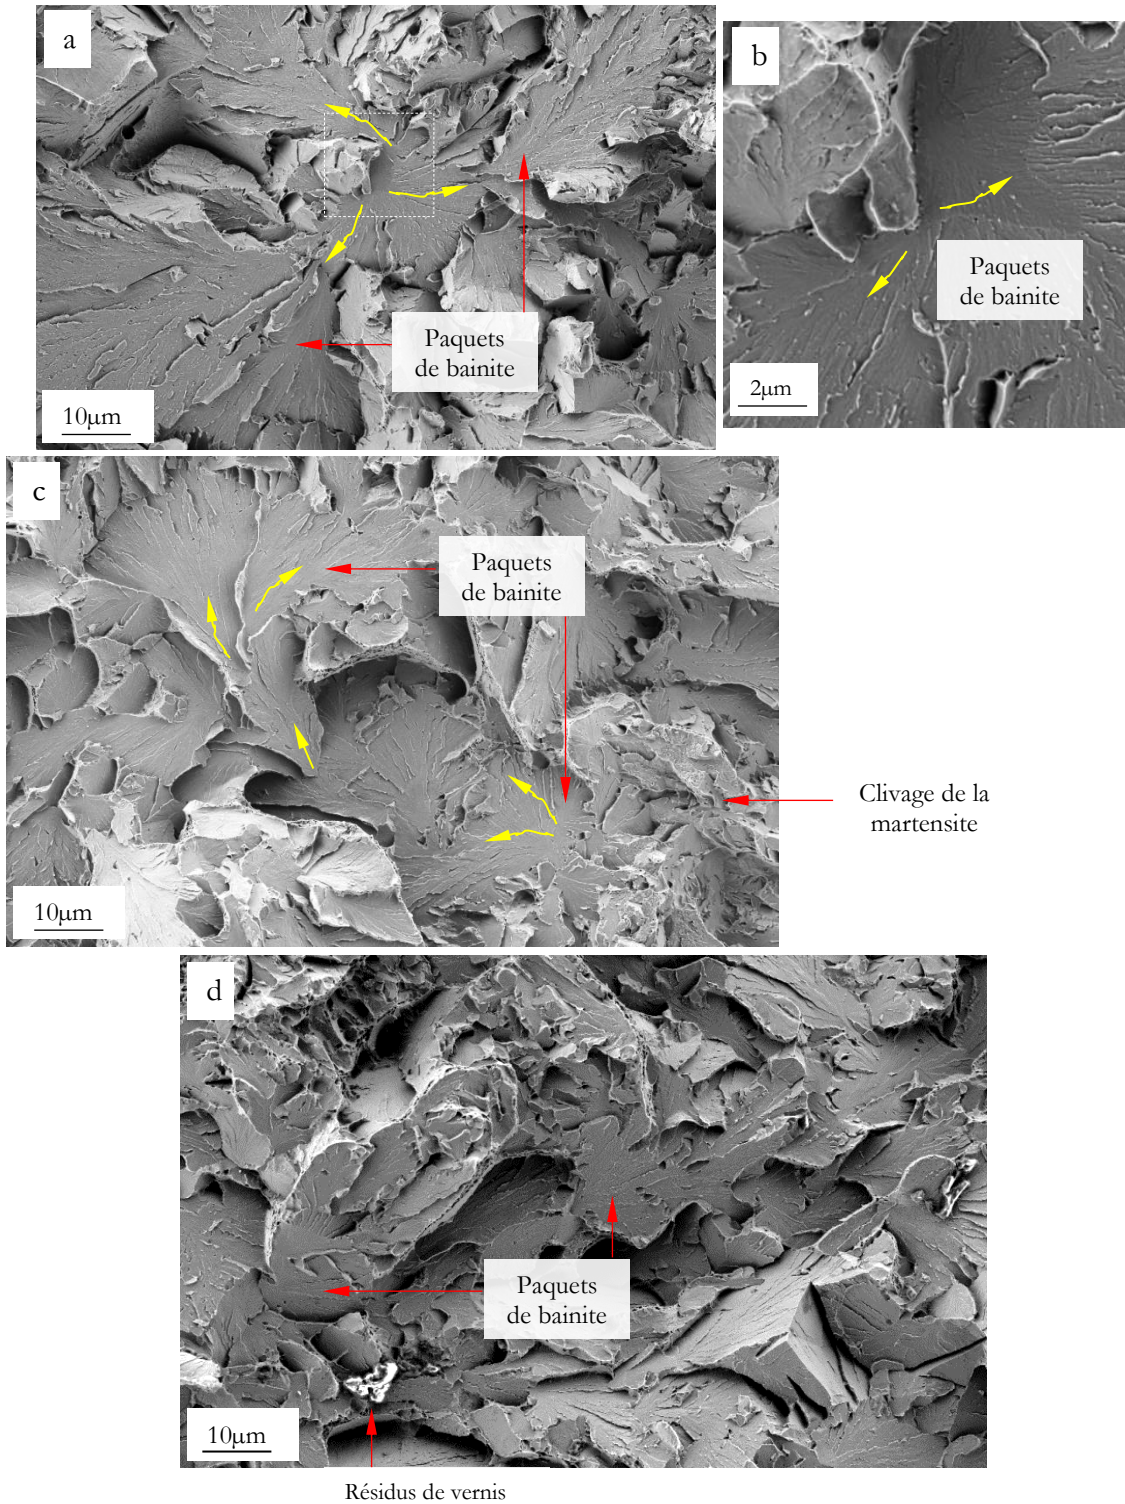 a
b
Paquets
de bainite
Paquets
de bainite
10µm
2µm
c
Paquets
de bainite
Clivage de la
martensite
10µm
d
Paquets
de bainite
10µm
Résidus de vernis